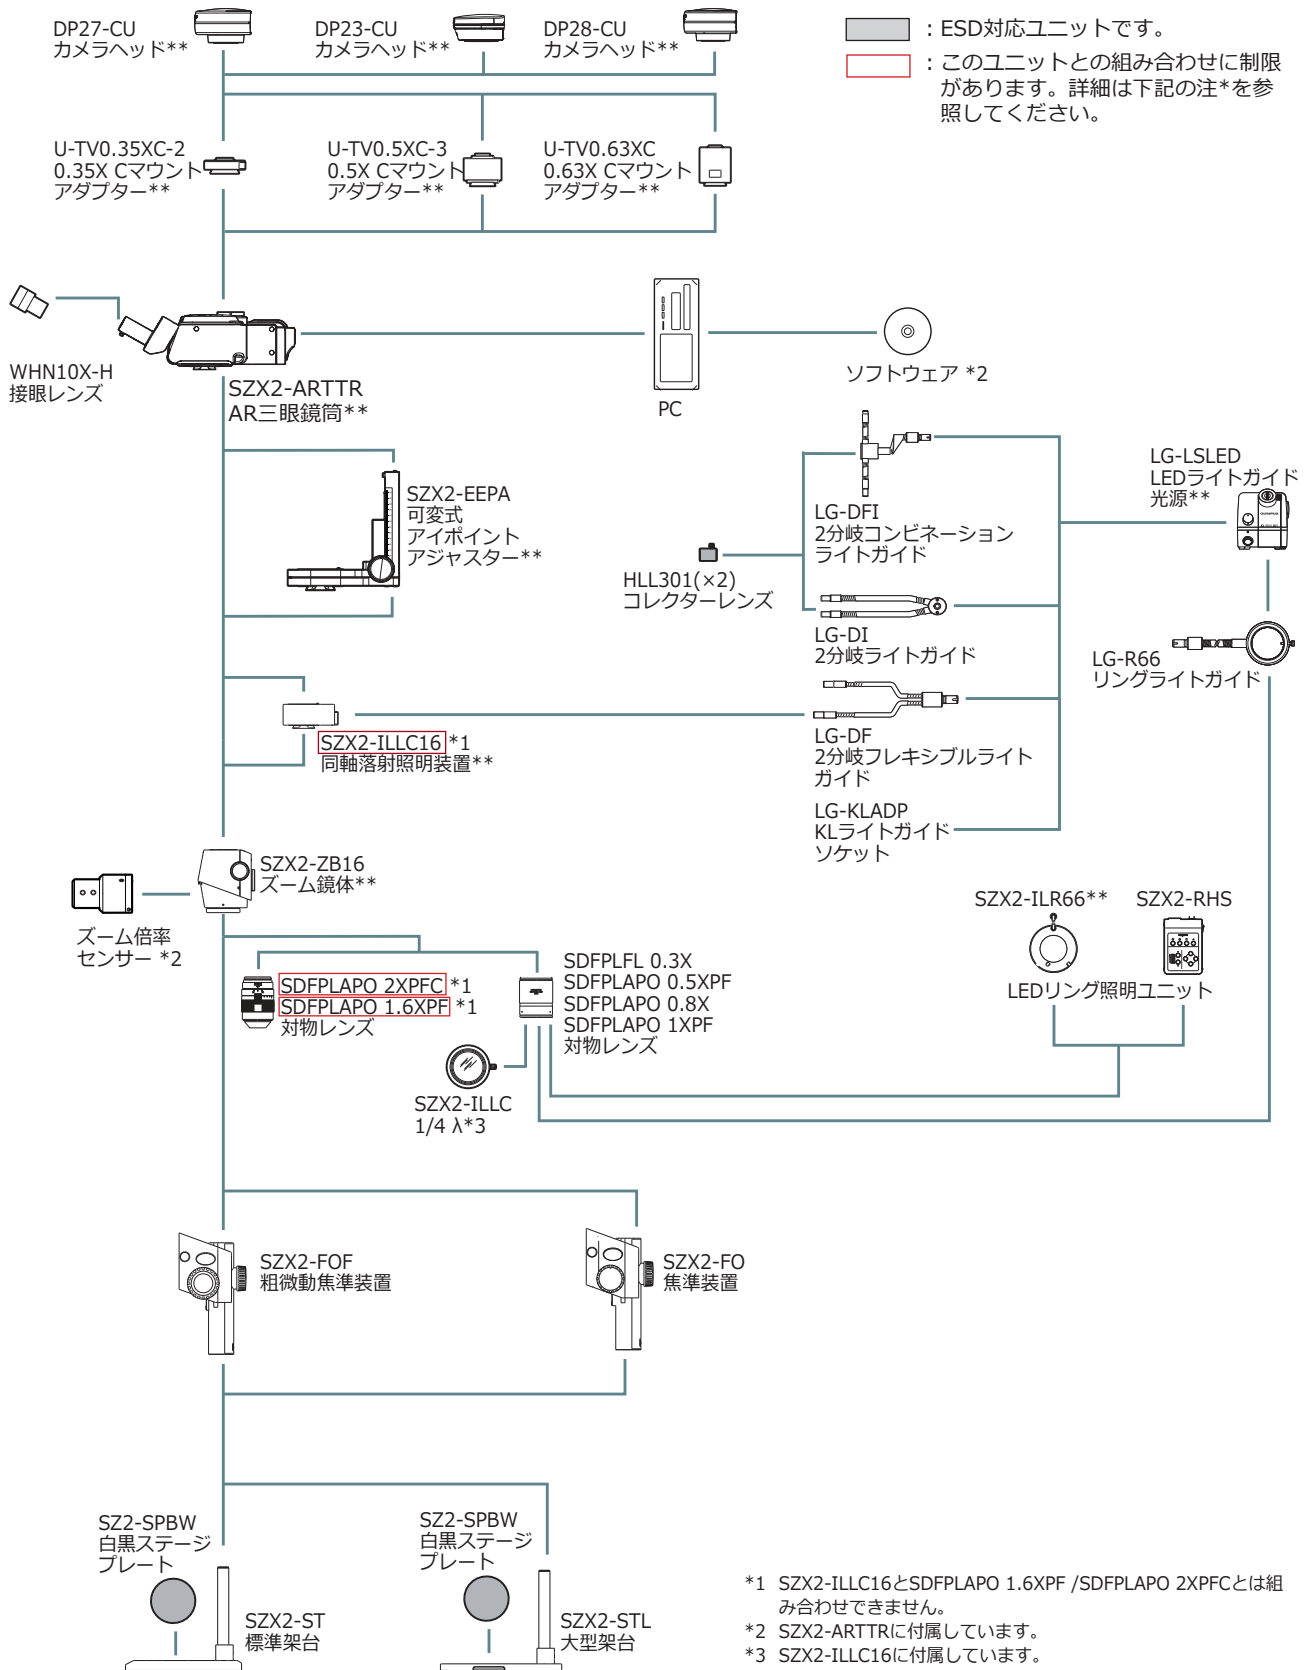 DP27-CU
カメラヘッド**
DP23-CU
カメラヘッド**
DP28-CU
カメラヘッド**
：ESD対応ユニットです。
：このユニットとの組み合わせに制限
があります。詳細は下記の注*を参
照してください。
U-TV0.35XC-2
0.35X Cマウント
アダプター**
U-TV0.5XC-3
0.5X Cマウント
アダプター**
U-TV0.63XC
0.63X Cマウント
アダプター**
WHN10X-H
接眼レンズ
SZX2-ARTTR
AR三眼鏡筒**
PC
ソフトウェア *2
SZX2-EEPA
可変式
アイポイント
アジャスター**
LG-DFI
2分岐コンビネーション
ライトガイド
LG-LSLED
LEDライトガイド
光源**
OLYMPUS
HLL301(×2)
コレクターレンズ
LG-DI
2分岐ライトガイド
LG-R66
リングライトガイド
SZX2-ILLC16 *1
同軸落射照明装置**
LG-DF
2分岐フレキシブルライト
ガイド
LG-KLADP
KLライトガイド
ソケット
SZX2-ZB16
ズーム鏡体**
ズーム倍率
センサー *2
SDFPLAPO 2XPFC *1
SDFPLAPO 1.6XPF *1
対物レンズ
SDFPLFL 0.3X
SDFPLAPO 0.5XPF
SDFPLAPO 0.8X
SDFPLAPO 1XPF
対物レンズ
SZX2-ILR66**
SZX2-RHS
LEDリング照明ユニット
SZX2-ILLC
1/4 λ*3
SZX2-FOF
粗微動焦準装置
SZX2-FO
焦準装置
SZ2-SPBW
白黒ステージ
プレート
SZX2-ST
標準架台
SZ2-SPBW
白黒ステージ
プレート
SZX2-STL
大型架台
*1 SZX2-ILLC16とSDFPLAPO 1.6XPF /SDFPLAPO 2XPFCとは組
み合わせできません。
*2 SZX2-ARTTRに付属しています。
*3 SZX2-ILLC16に付属しています。